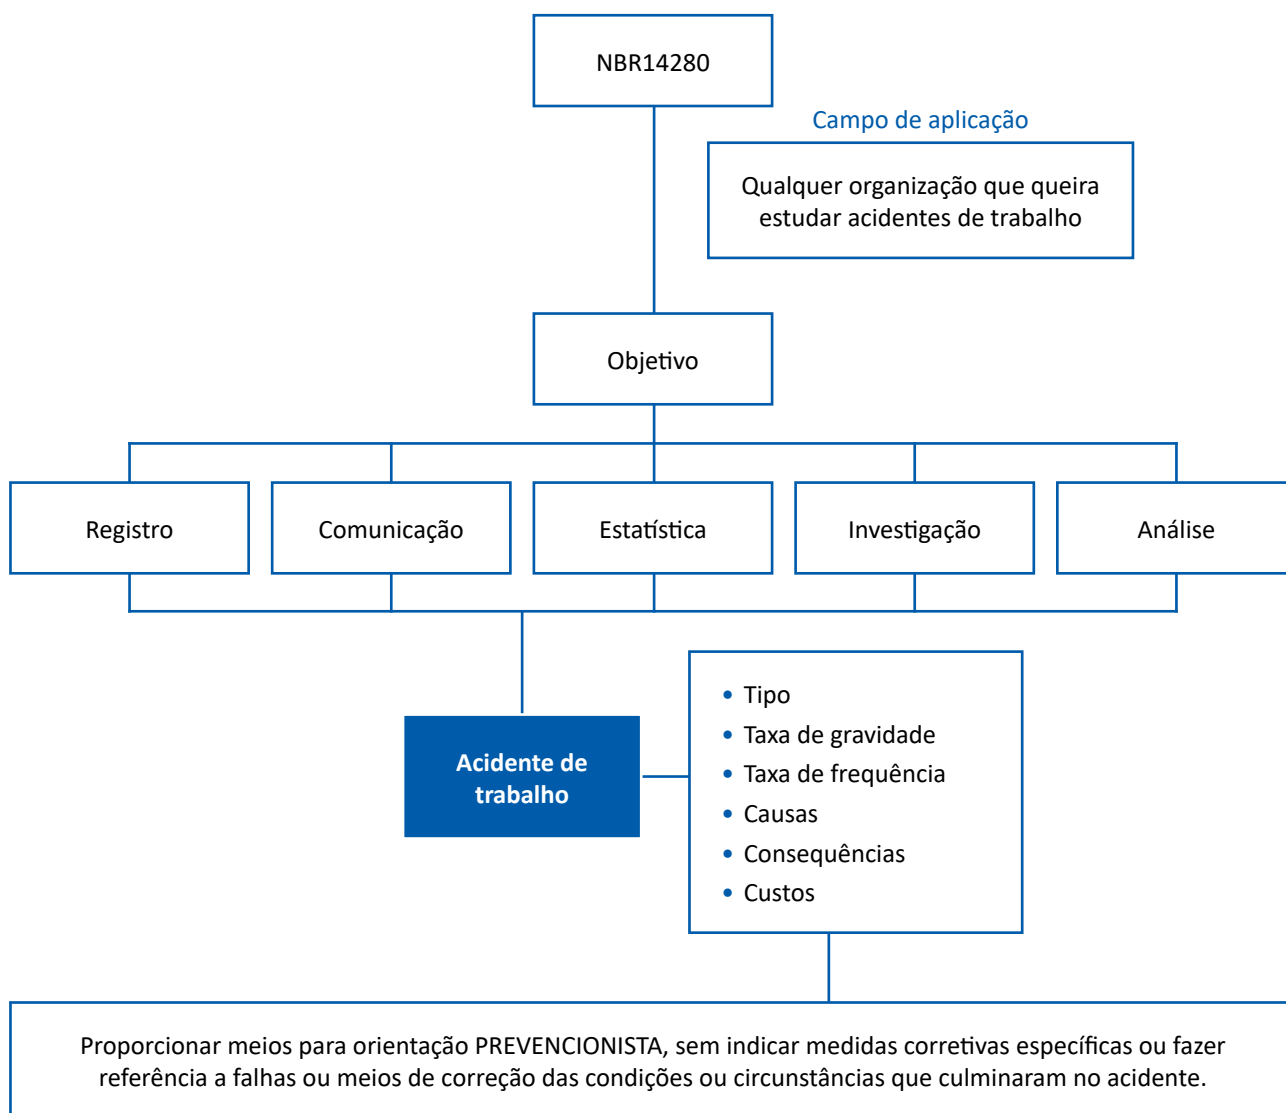 NBR14280
Campo de aplicação
Qualquer organização que queira
estudar acidentes de trabalho
Objetivo
Registro
Comunicação
Estatística
Investigação
Análise
Acidente de
trabalho
• Tipo
• Taxa de gravidade
• Taxa de frequência
• Causas
• Consequências
• Custos
Proporcionar meios para orientação PREVENCIONISTA, sem indicar medidas corretivas específicas ou fazer
referência a falhas ou meios de correção das condições ou circunstâncias que culminaram no acidente.